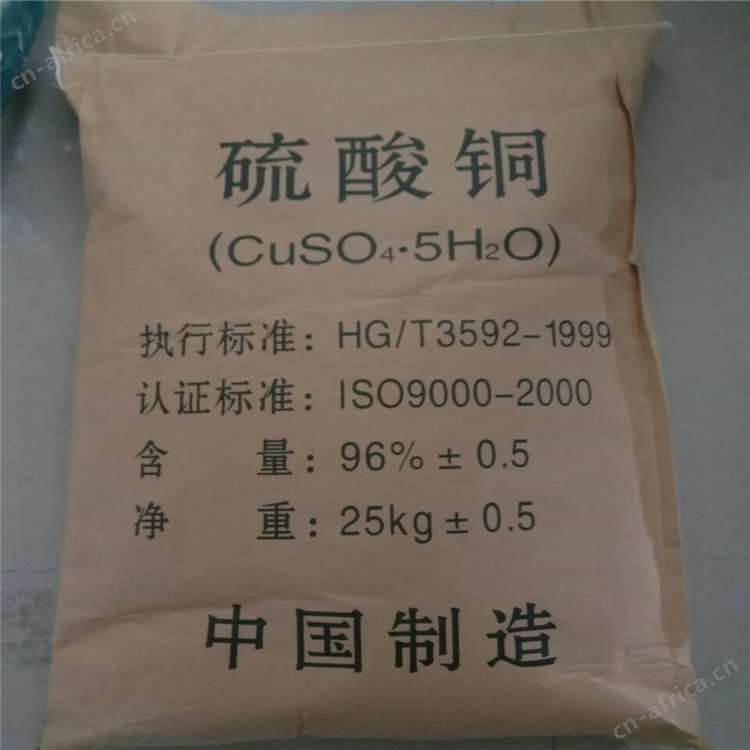 cn-africa.cn
硫酸铜
(CuSO₄·5H₂O)
执行标准：HG/T3592-1999
认证标准：ISO9000-2000
含 量：96%±0.5
净 重：25kg±0.5
中国制造
cn-africa.cn